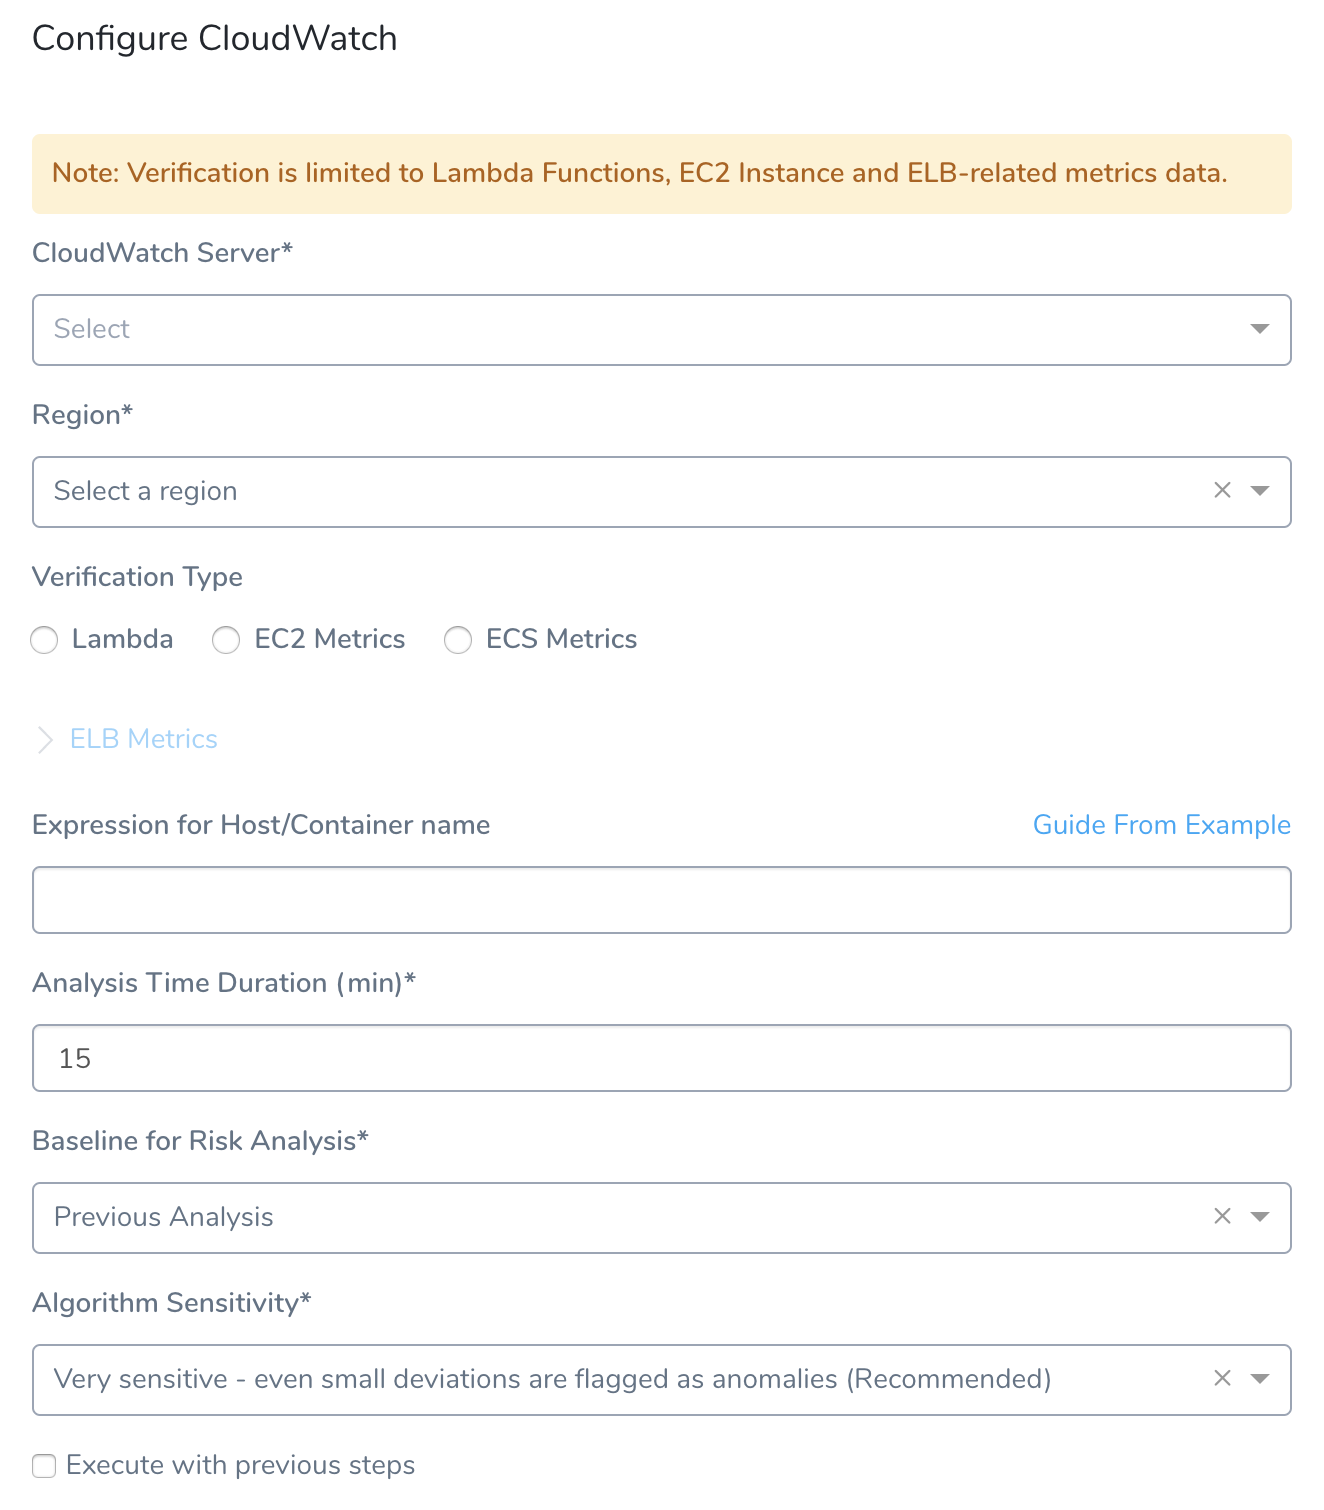 Configure CloudWatch
Note: Verification is limited to Lambda Functions, EC2 Instance and ELB-related metrics data.
CloudWatch Server*
Select
Region*
Select a region
Verification Type
Lambda EC2 Metrics ECS Metrics
ELB Metrics
Expression for Host/Container name Guide From Example
Analysis Time Duration (min)*
15
Baseline for Risk Analysis*
Previous Analysis
Algorithm Sensitivity*
Very sensitive - even small deviations are flagged as anomalies (Recommended)
Execute with previous steps